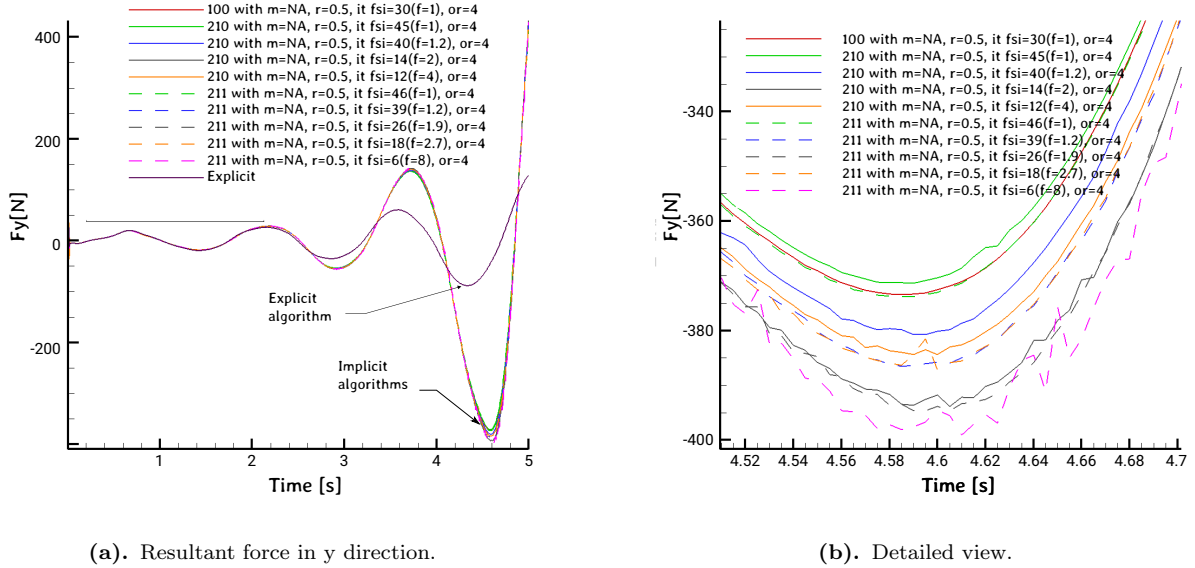 100 with m=NA, r=0.5, it fsi=30(f=1), or=4
210 with m=NA, r=0.5, it fsi=45(f=1), or=4
210 with m=NA, r=0.5, it fsi=40(f=1.2), or=4
210 with m=NA, r=0.5, it fsi=14(f=2), or=4
210 with m=NA, r=0.5, it fsi=12(f=4), or=4
211 with m=NA, r=0.5, it fsi=46(f=1), or=4
211 with m=NA, r=0.5, it fsi=39(f=1.2), or=4
211 with m=NA, r=0.5, it fsi=26(f=1.9), or=4
211 with m=NA, r=0.5, it fsi=18(f=2.7), or=4
211 with m=NA, r=0.5, it fsi=6(f=8), or=4
Explicit
400
200
0
-200
-400
Fy[N]
Explicit
algorithm
Implicit
algorithms
1 2 3 4 5
Time [s]
(a). Resultant force in y direction.
100 with m=NA, r=0.5, it fsi=30(f=1), or=4
210 with m=NA, r=0.5, it fsi=45(f=1), or=4
210 with m=NA, r=0.5, it fsi=40(f=1.2), or=4
210 with m=NA, r=0.5, it fsi=14(f=2), or=4
210 with m=NA, r=0.5, it fsi=12(f=4), or=4
211 with m=NA, r=0.5, it fsi=46(f=1), or=4
211 with m=NA, r=0.5, it fsi=39(f=1.2), or=4
211 with m=NA, r=0.5, it fsi=26(f=1.9), or=4
211 with m=NA, r=0.5, it fsi=18(f=2.7), or=4
211 with m=NA, r=0.5, it fsi=6(f=8), or=4
-340
-360
-380
-400
Fy[N]
4.52 4.54 4.56 4.58 4.6 4.62 4.64 4.66 4.68 4.7
Time [s]
(b). Detailed view.